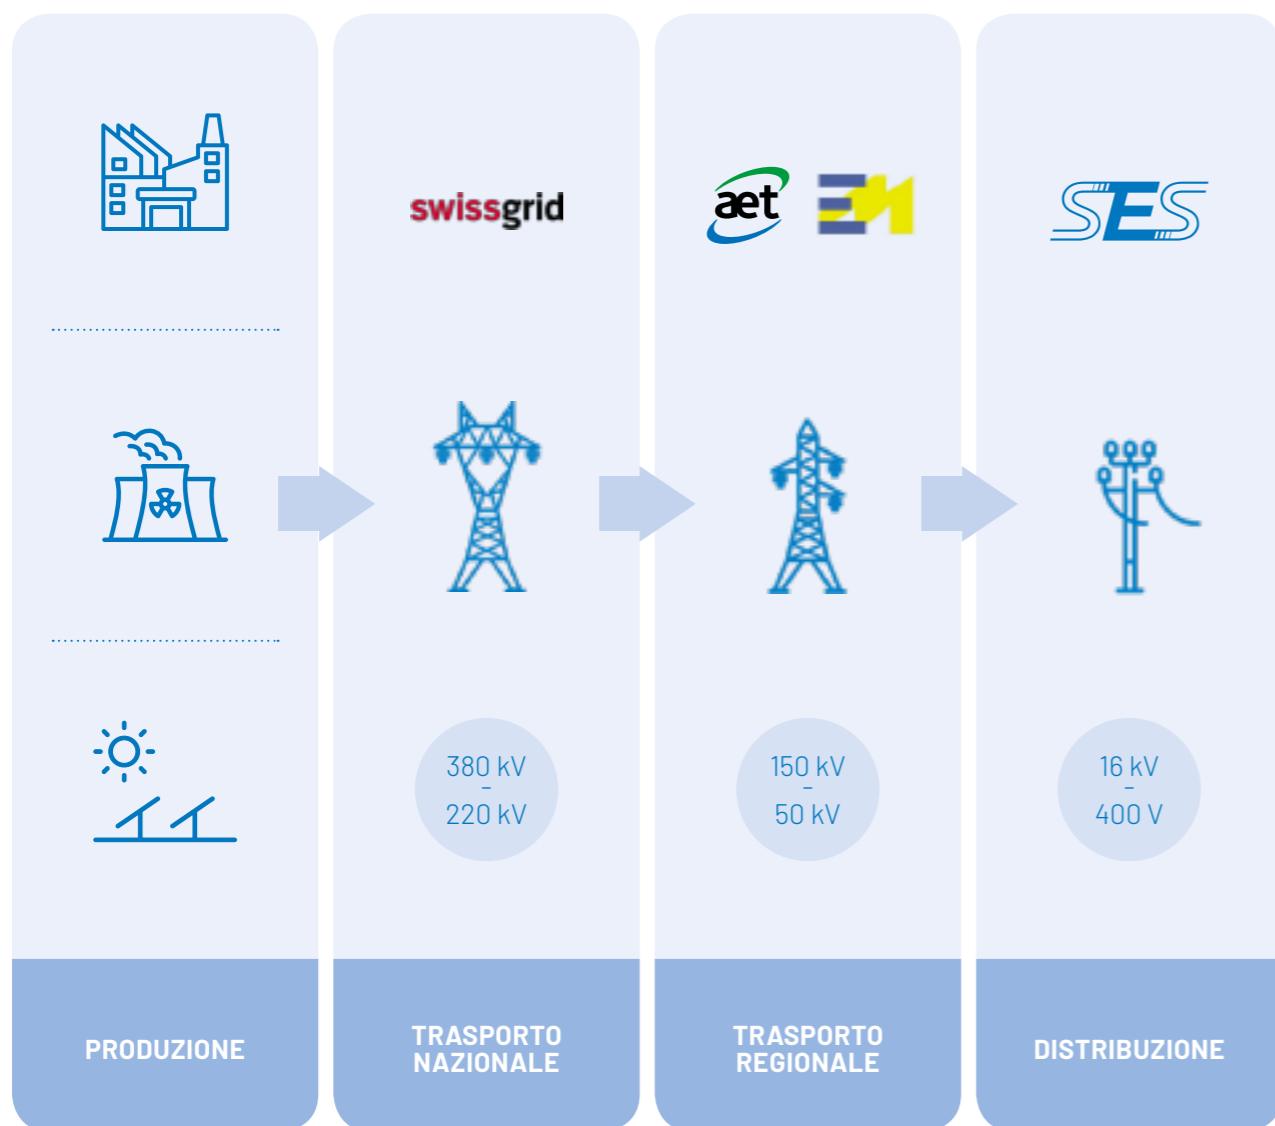 swissgrid
aet
SES
380 kV
–
220 kV
150 kV
–
50 kV
16 kV
–
400 V
PRODUZIONE
TRASPORTO
NAZIONALE
TRASPORTO
REGIONALE
DISTRIBUZIONE